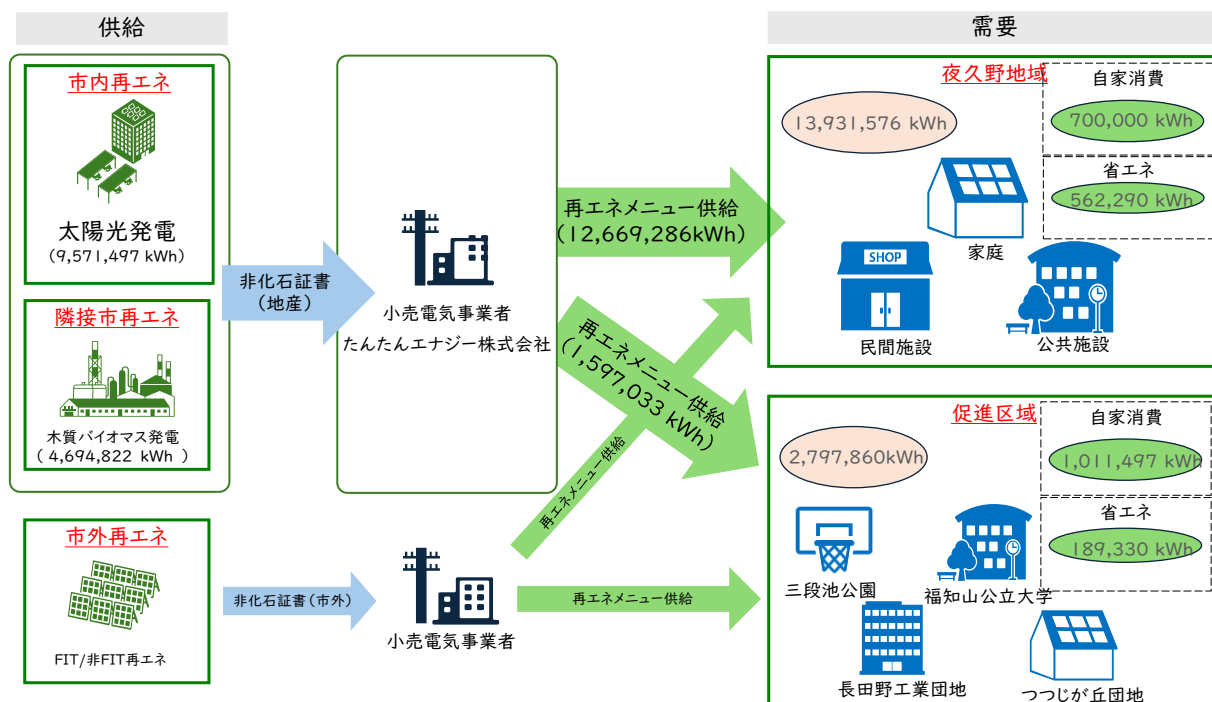 供給
市内再エネ
太陽光発電
(9,571,497 kWh)
隣接市再エネ
木質バイオマス発電
(4,694,822 kWh )
市外再エネ
FIT/非FIT再エネ
非化石証書
(地産)
非化石証書(市外)
小売電気事業者
たんたんエナジー株式会社
小売電気事業者
再エネメニュー供給
(12,669,286kWh)
再エネメニュー供給
(1,597,033 kWh)
再エネメニュー供給
再エネメニュー供給
需要
夜久野地域
13,931,576 kWh
自家消費
700,000 kWh
省エネ
562,290 kWh
家庭
SHOP
民間施設
公共施設
促進区域
2,797,860kWh
自家消費
1,011,497 kWh
省エネ
189,330 kWh
三段池公園
福知山公立大学
長田野工業団地
つつじが丘団地